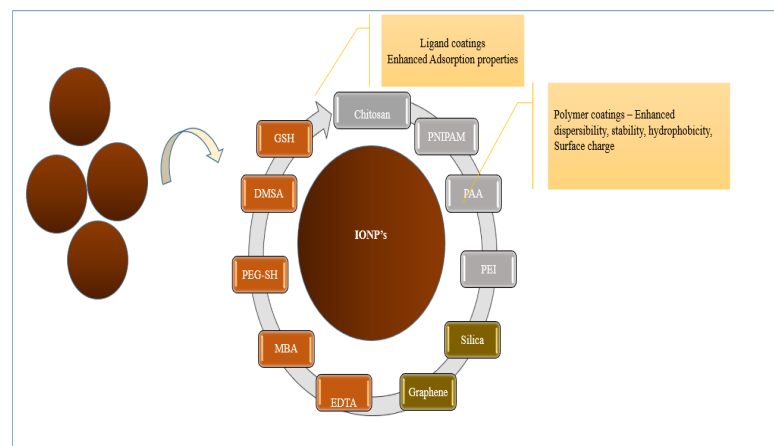 Ligand coatings
Enhanced Adsorption properties
Polymer coatings – Enhanced
dispersibility, stability, hydrophobicity,
Surface charge
Chitosan
PNIPAM
PAA
PEI
Silica
Graphene
EDTA
MBA
PEG-SH
DMSA
GSH
IONP's